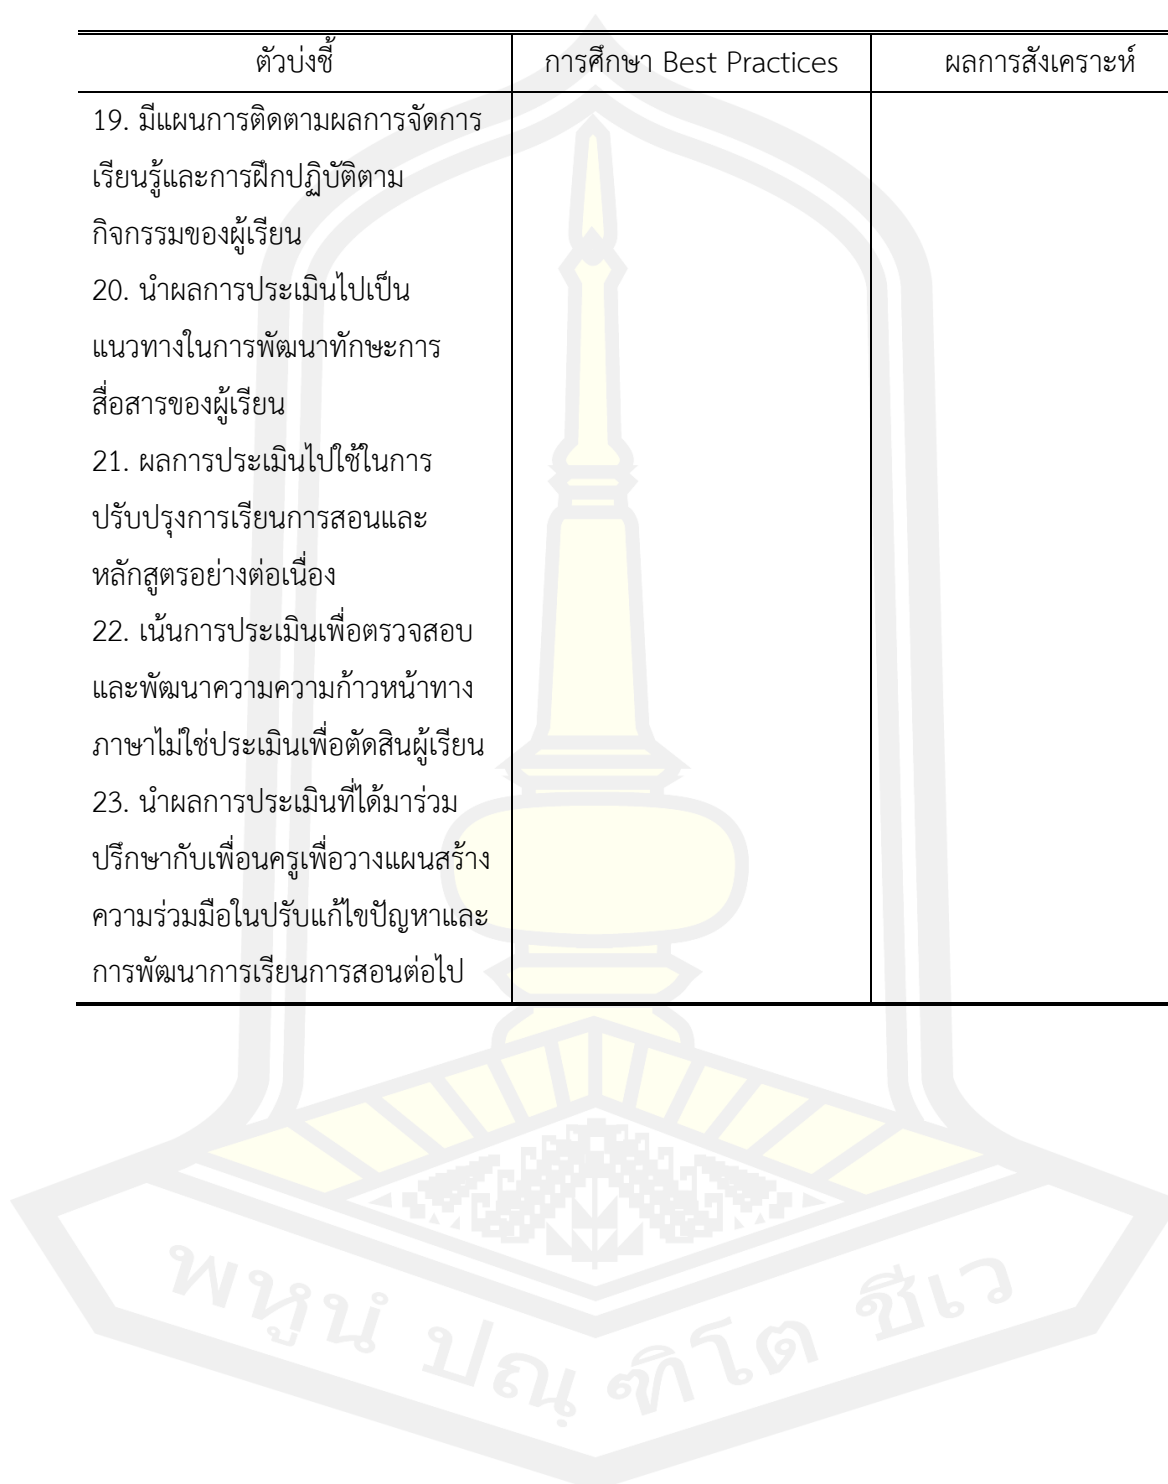 ตัวบ่งชี้ การศึกษา Best Practices ผลการสังเคราะห์
19. มีแผนการติดตามผลการจัดการ
เรียนรู้และการฝึกปฏิบัติตาม
กิจกรรมของผู้เรียน
20. นำผลการประเมินไปเป็น
แนวทางในการพัฒนาทักษะการ
สื่อสารของผู้เรียน
21. ผลการประเมินไปใช้ในการ
ปรับปรุงการเรียนการสอนและ
หลักสูตรอย่างต่อเนื่อง
22. เน้นการประเมินเพื่อตรวจสอบ
และพัฒนาความความก้าวหน้าทาง
ภาษาไม่ใช่ประเมินเพื่อตัดสินผู้เรียน
23. นำผลการประเมินที่ได้มาร่วม
ปรึกษากับเพื่อนครูเพื่อวางแผนสร้าง
ความร่วมมือในปรับแก้ไขปัญหาและ
การพัฒนาการเรียนการสอนต่อไป
พหูนํ ปณฺฑิโต ชีเว